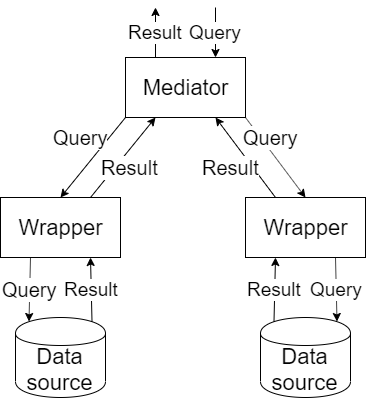 Result Query
Mediator
Query Query
Result Result
Wrapper Wrapper
Query Result Result Query
Data Data
source source